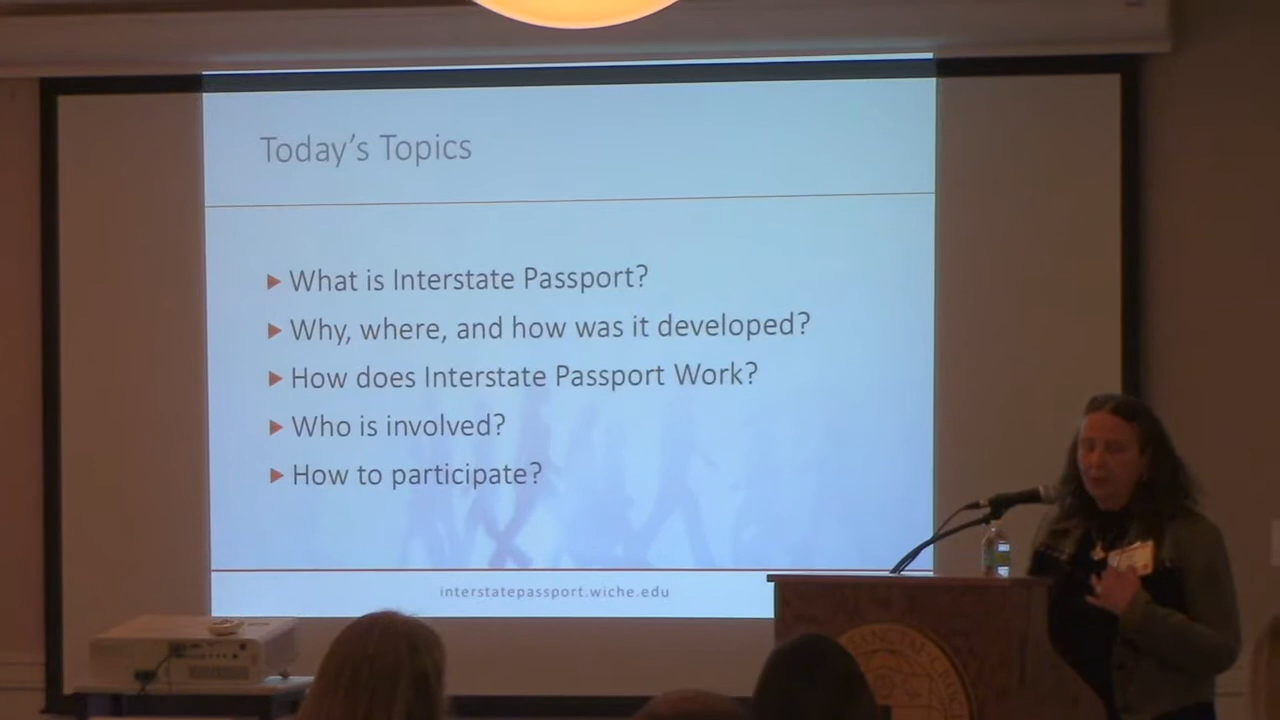 Today's Topics
What is Interstate Passport?
Why, where, and how was it developed?
How does Interstate Passport Work?
Who is involved?
How to participate?
interstatepassport.wiche.edu